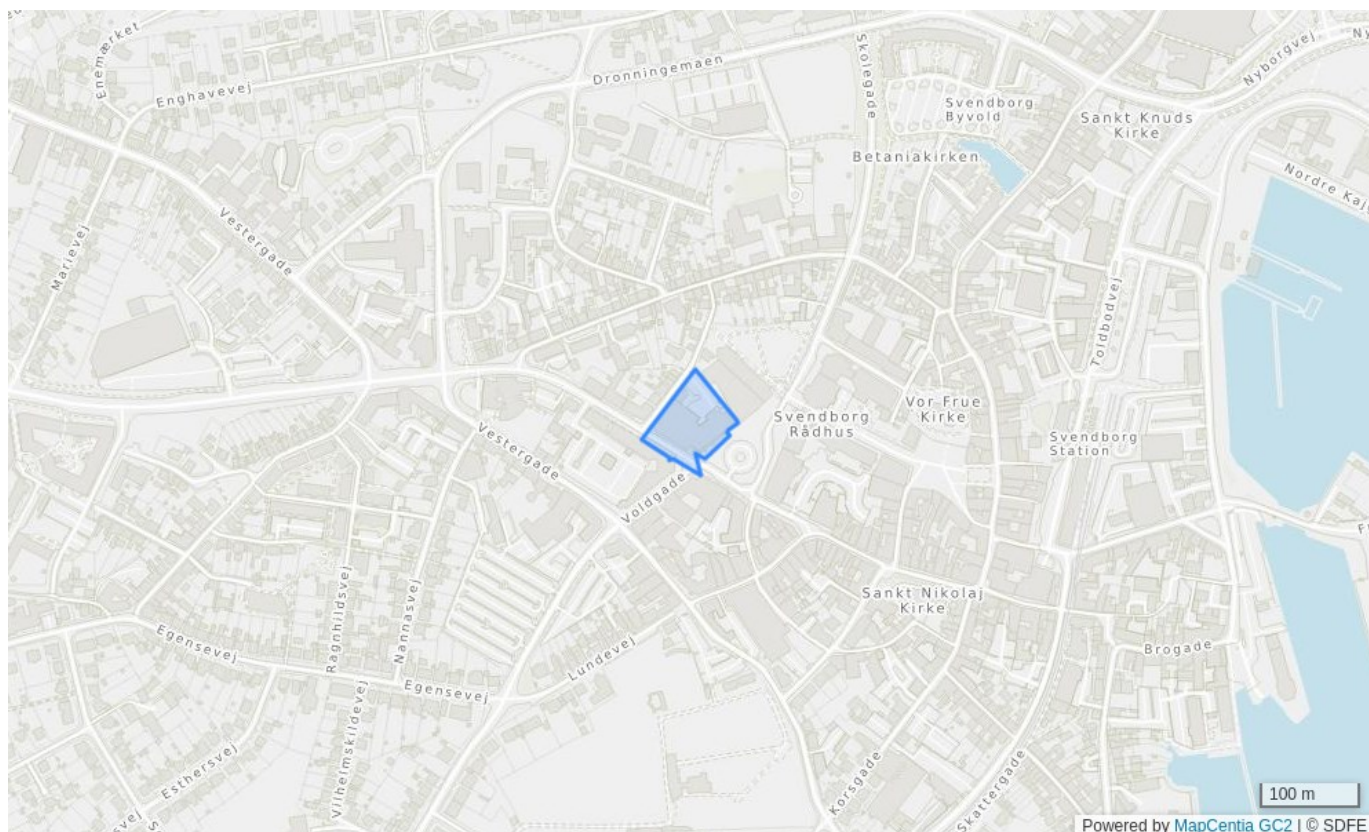 Enemærket
Enghavevej
Dronningemaen
Skolegade
Nyborgvej
Ny
Svendborg
Byvold
Sankt Knuds
Kirke
Betaniakirken
Nordre Kaj
Marievej
Vestergade
Toldbodvej
Svendborg
Rådhus
Vor Frue
Kirke
Svendborg
Station
Vestergade
Voldgade
Sankt Nikolaj
Kirke
Egensevej
Ragnhildsvej
Nannasvej
Lundevej
Brogade
Egensevej
Esthersvej
Vilhelmskildevej
Korsgade
Skattergade
100 m
Powered by MapCentia GC2 | © SDFE